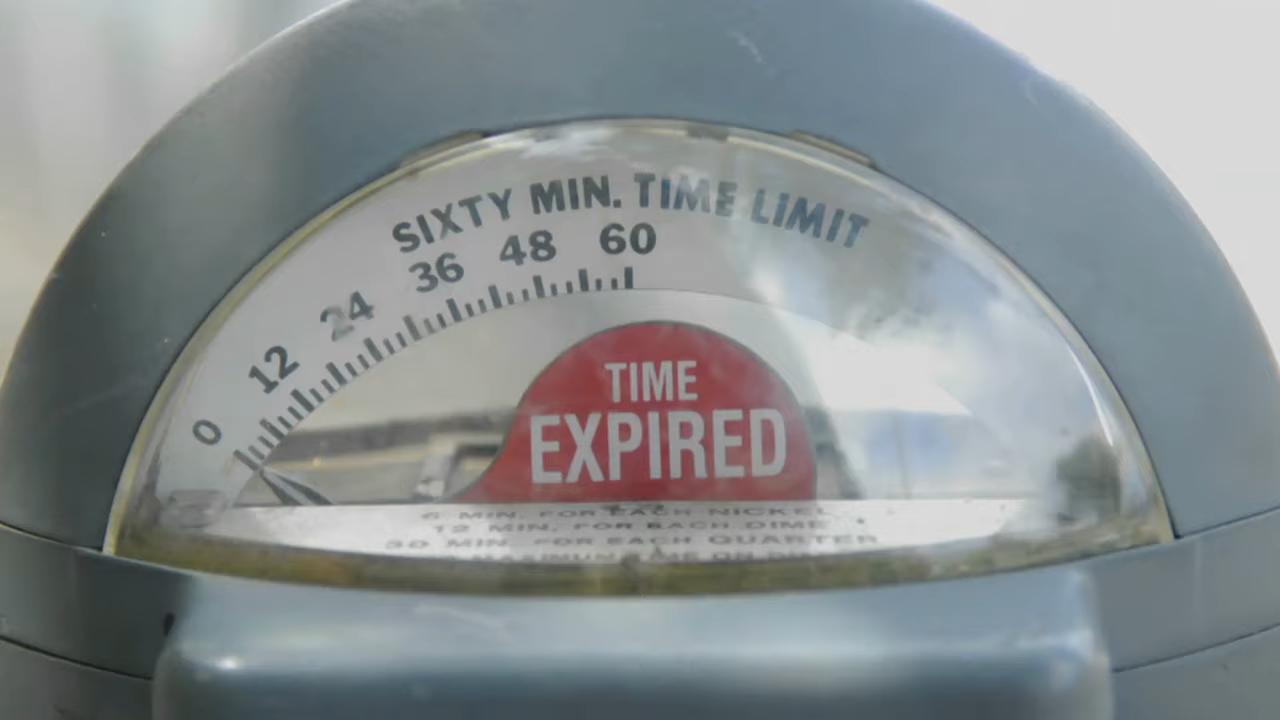 SIXTY MIN. TIME LIMIT
0 12 24 36 48 60
TIME
EXPIRED
6 MIN. FOR EACH NICKEL
12 MIN. FOR EACH DIME
30 MIN. FOR EACH QUARTER